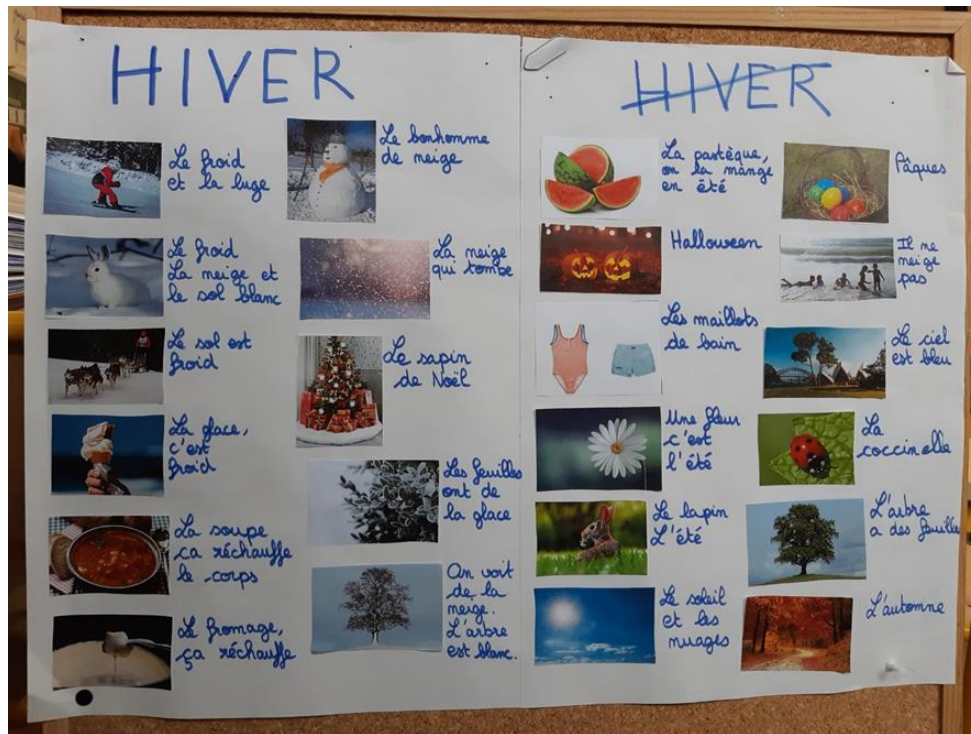 HIVER
Le froid
et la luge
Le froid
La neige et
le sol blanc
Le sol est
froid
La glace,
c'est
froid
La soupe
ça réchauffe
le corps
Le fromage,
ça réchauffe
Le bonhomme
de neige
La neige
qui tombe
Le sapin
de Noël
Les feuilles
ont de
la glace
On voit
de la
neige.
L'arbre
est blanc.
HIVER
La pastèque,
on la mange
en été
Halloween
Les maillots
de bain
Une fleur
c'est
l'été
Le lapin
L'été
Le soleil
et les
nuages
Pâques
Il ne
neige
pas
Le ciel
est bleu
La
coccinelle
L'arbre
a des feuilles
L'automne